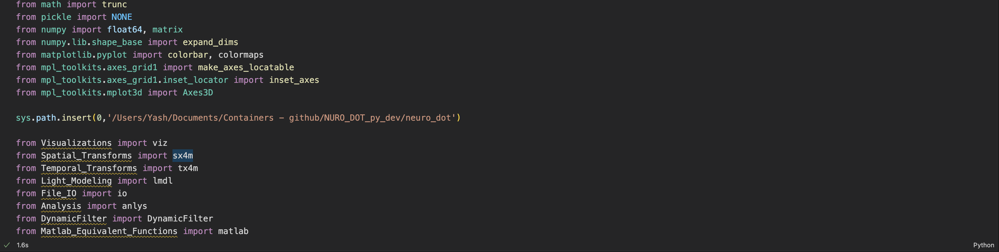 from math import trunc
from pickle import NONE
from numpy import float64, matrix
from numpy.lib.shape_base import expand_dims
from matplotlib.pyplot import colorbar, colormaps
from mpl_toolkits.axes_grid1 import make_axes_locatable
from mpl_toolkits.axes_grid1.inset_locator import inset_axes
from mpl_toolkits.mplot3d import Axes3D
sys.path.insert(0,'/Users/Yash/Documents/Containers - github/NURO_DOT_py_dev/neuro_dot')
from Visualizations import viz
from Spatial_Transforms import sx4m
from Temporal_Transforms import tx4m
from Light_Modeling import lmdl
from File_IO import io
from Analysis import anlys
from DynamicFilter import DynamicFilter
from Matlab_Equivalent_Functions import matlab
1.6s
Python